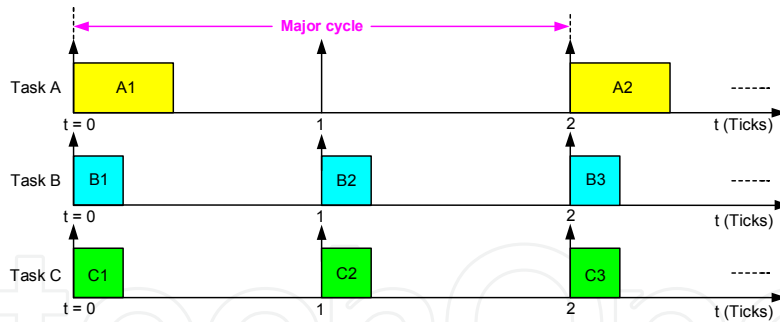 Major cycle
Task A
A1
A2
t = 0
1
2
t (Ticks)
Task B
B1
B2
B3
t = 0
1
2
t (Ticks)
Task C
C1
C2
C3
t = 0
1
2
t (Ticks)